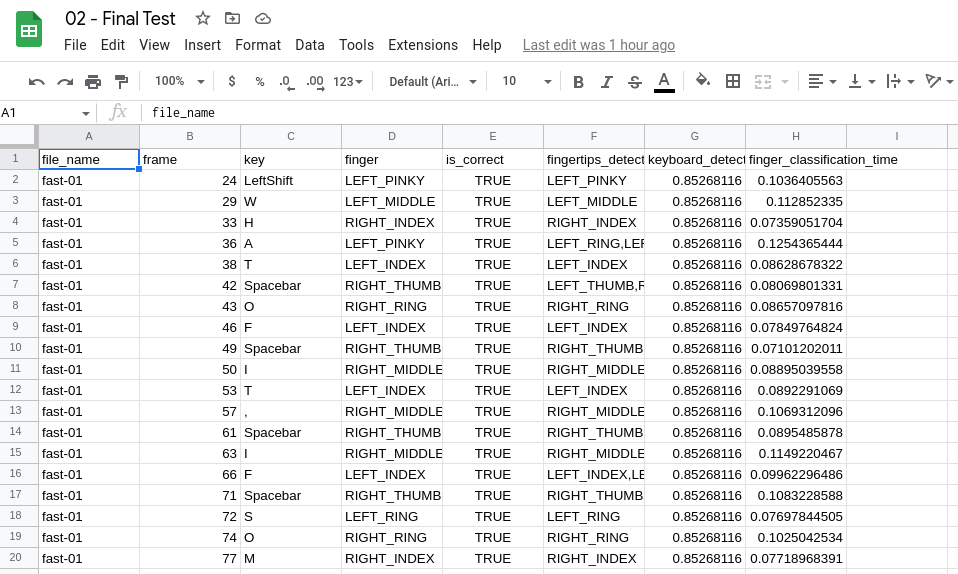 02 - Final Test
File Edit View Insert Format Data Tools Extensions Help Last edit was 1 hour ago
100% $ % .0 .00 123 Default (Ari... 10 B I S A
A1 fx file_name
A B C D E F G H I
1 file_name frame key finger is_correct fingertips_detect keyboard_detect finger_classification_time
2 fast-01 24 LeftShift LEFT_PINKY TRUE LEFT_PINKY 0.85268116 0.1036405563
3 fast-01 29 W LEFT_MIDDLE TRUE LEFT_MIDDLE 0.85268116 0.112852335
4 fast-01 33 H RIGHT_INDEX TRUE RIGHT_INDEX 0.85268116 0.07359051704
5 fast-01 36 A LEFT_PINKY TRUE LEFT_RING,LEF 0.85268116 0.1254365444
6 fast-01 38 T LEFT_INDEX TRUE LEFT_INDEX 0.85268116 0.08628678322
7 fast-01 42 Spacebar RIGHT_THUMB TRUE LEFT_THUMB,R 0.85268116 0.08069801331
8 fast-01 43 O RIGHT_RING TRUE RIGHT_RING 0.85268116 0.08657097816
9 fast-01 46 F LEFT_INDEX TRUE LEFT_INDEX 0.85268116 0.07849764824
10 fast-01 49 Spacebar RIGHT_THUMB TRUE RIGHT_THUMB 0.85268116 0.07101202011
11 fast-01 50 I RIGHT_MIDDLE TRUE RIGHT_MIDDLE 0.85268116 0.08895039558
12 fast-01 53 T LEFT_INDEX TRUE LEFT_INDEX 0.85268116 0.0892291069
13 fast-01 57 , RIGHT_MIDDLE TRUE RIGHT_MIDDLE 0.85268116 0.1069312096
14 fast-01 61 Spacebar RIGHT_THUMB TRUE RIGHT_THUMB 0.85268116 0.0895485878
15 fast-01 63 I RIGHT_MIDDLE TRUE RIGHT_MIDDLE 0.85268116 0.1149220467
16 fast-01 66 F LEFT_INDEX TRUE LEFT_INDEX,LE 0.85268116 0.09962296486
17 fast-01 71 Spacebar RIGHT_THUMB TRUE RIGHT_THUMB 0.85268116 0.1083228588
18 fast-01 72 S LEFT_RING TRUE LEFT_RING 0.85268116 0.07697844505
19 fast-01 74 O RIGHT_RING TRUE RIGHT_RING 0.85268116 0.1025042534
20 fast-01 77 M RIGHT_INDEX TRUE RIGHT_INDEX 0.85268116 0.07718968391